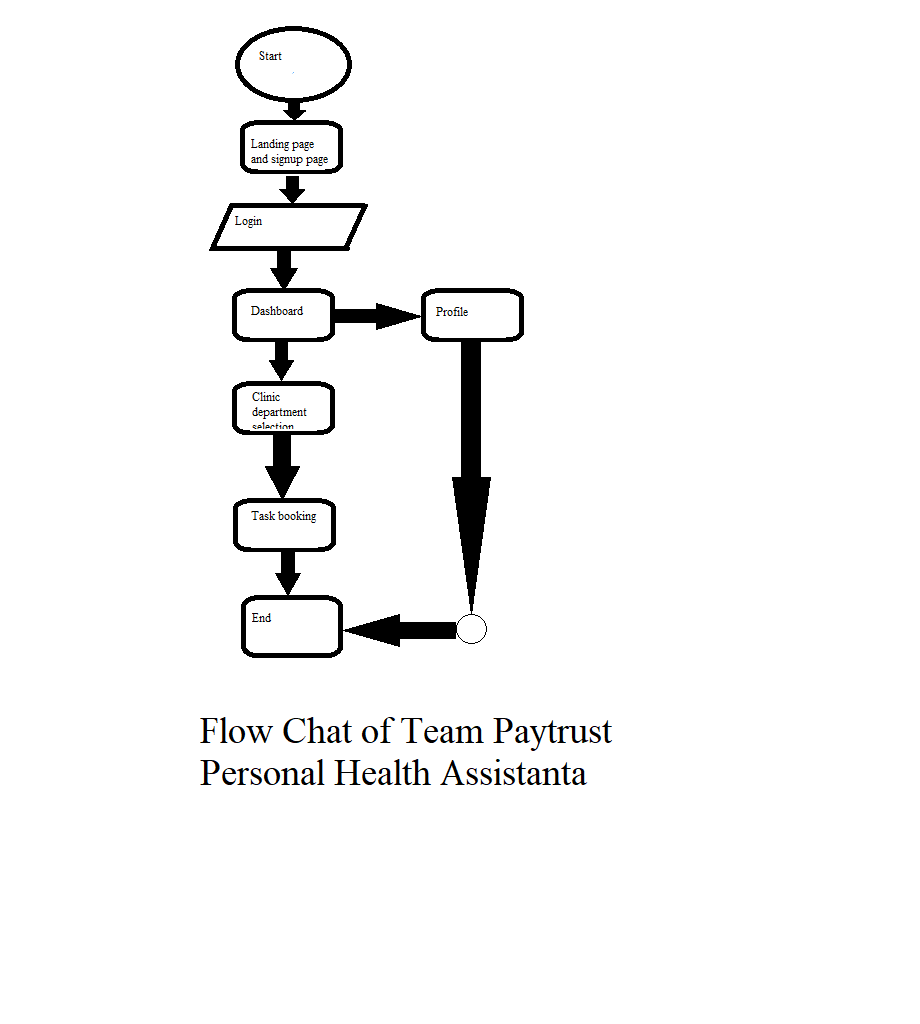 Start
Landing page
and signup page
Login
Dashboard
Profile
Clinic
department
selection
Task booking
End
Flow Chat of Team Paytrust
Personal Health Assistanta